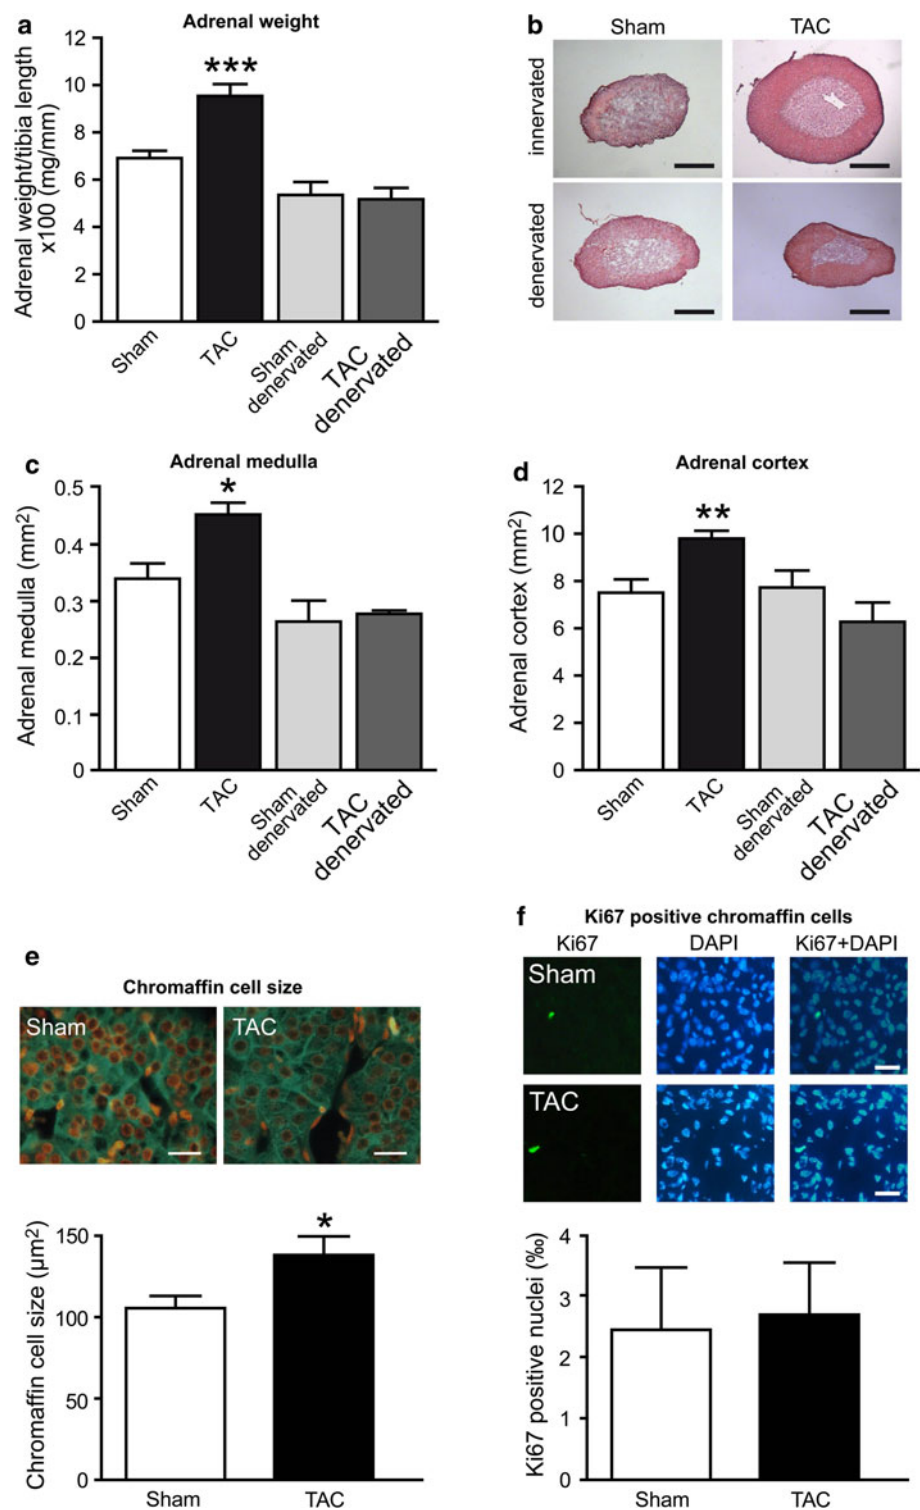 a
Adrenal weight
Adrenal weight/tibia length
x100 (mg/mm)
12
10
8
6
4
2
0
***
Sham
TAC
Sham
denervated
TAC
denervated
b
Sham
TAC
innervated
denervated
c
Adrenal medulla
Adrenal medulla (mm²)
0.5
0.4
0.3
0.2
0.1
0
*
Sham
TAC
Sham
denervated
TAC
denervated
d
Adrenal cortex
Adrenal cortex (mm²)
12
10
8
6
4
2
0
**
Sham
TAC
Sham
denervated
TAC
denervated
e
Chromaffin cell size
Sham
TAC
Chromaffin cell size (µm²)
150
100
50
0
*
Sham
TAC
f
Ki67 positive chromaffin cells
Ki67
DAPI
Ki67+DAPI
Sham
TAC
Ki67 positive nuclei (‰)
4
3
2
1
0
Sham
TAC